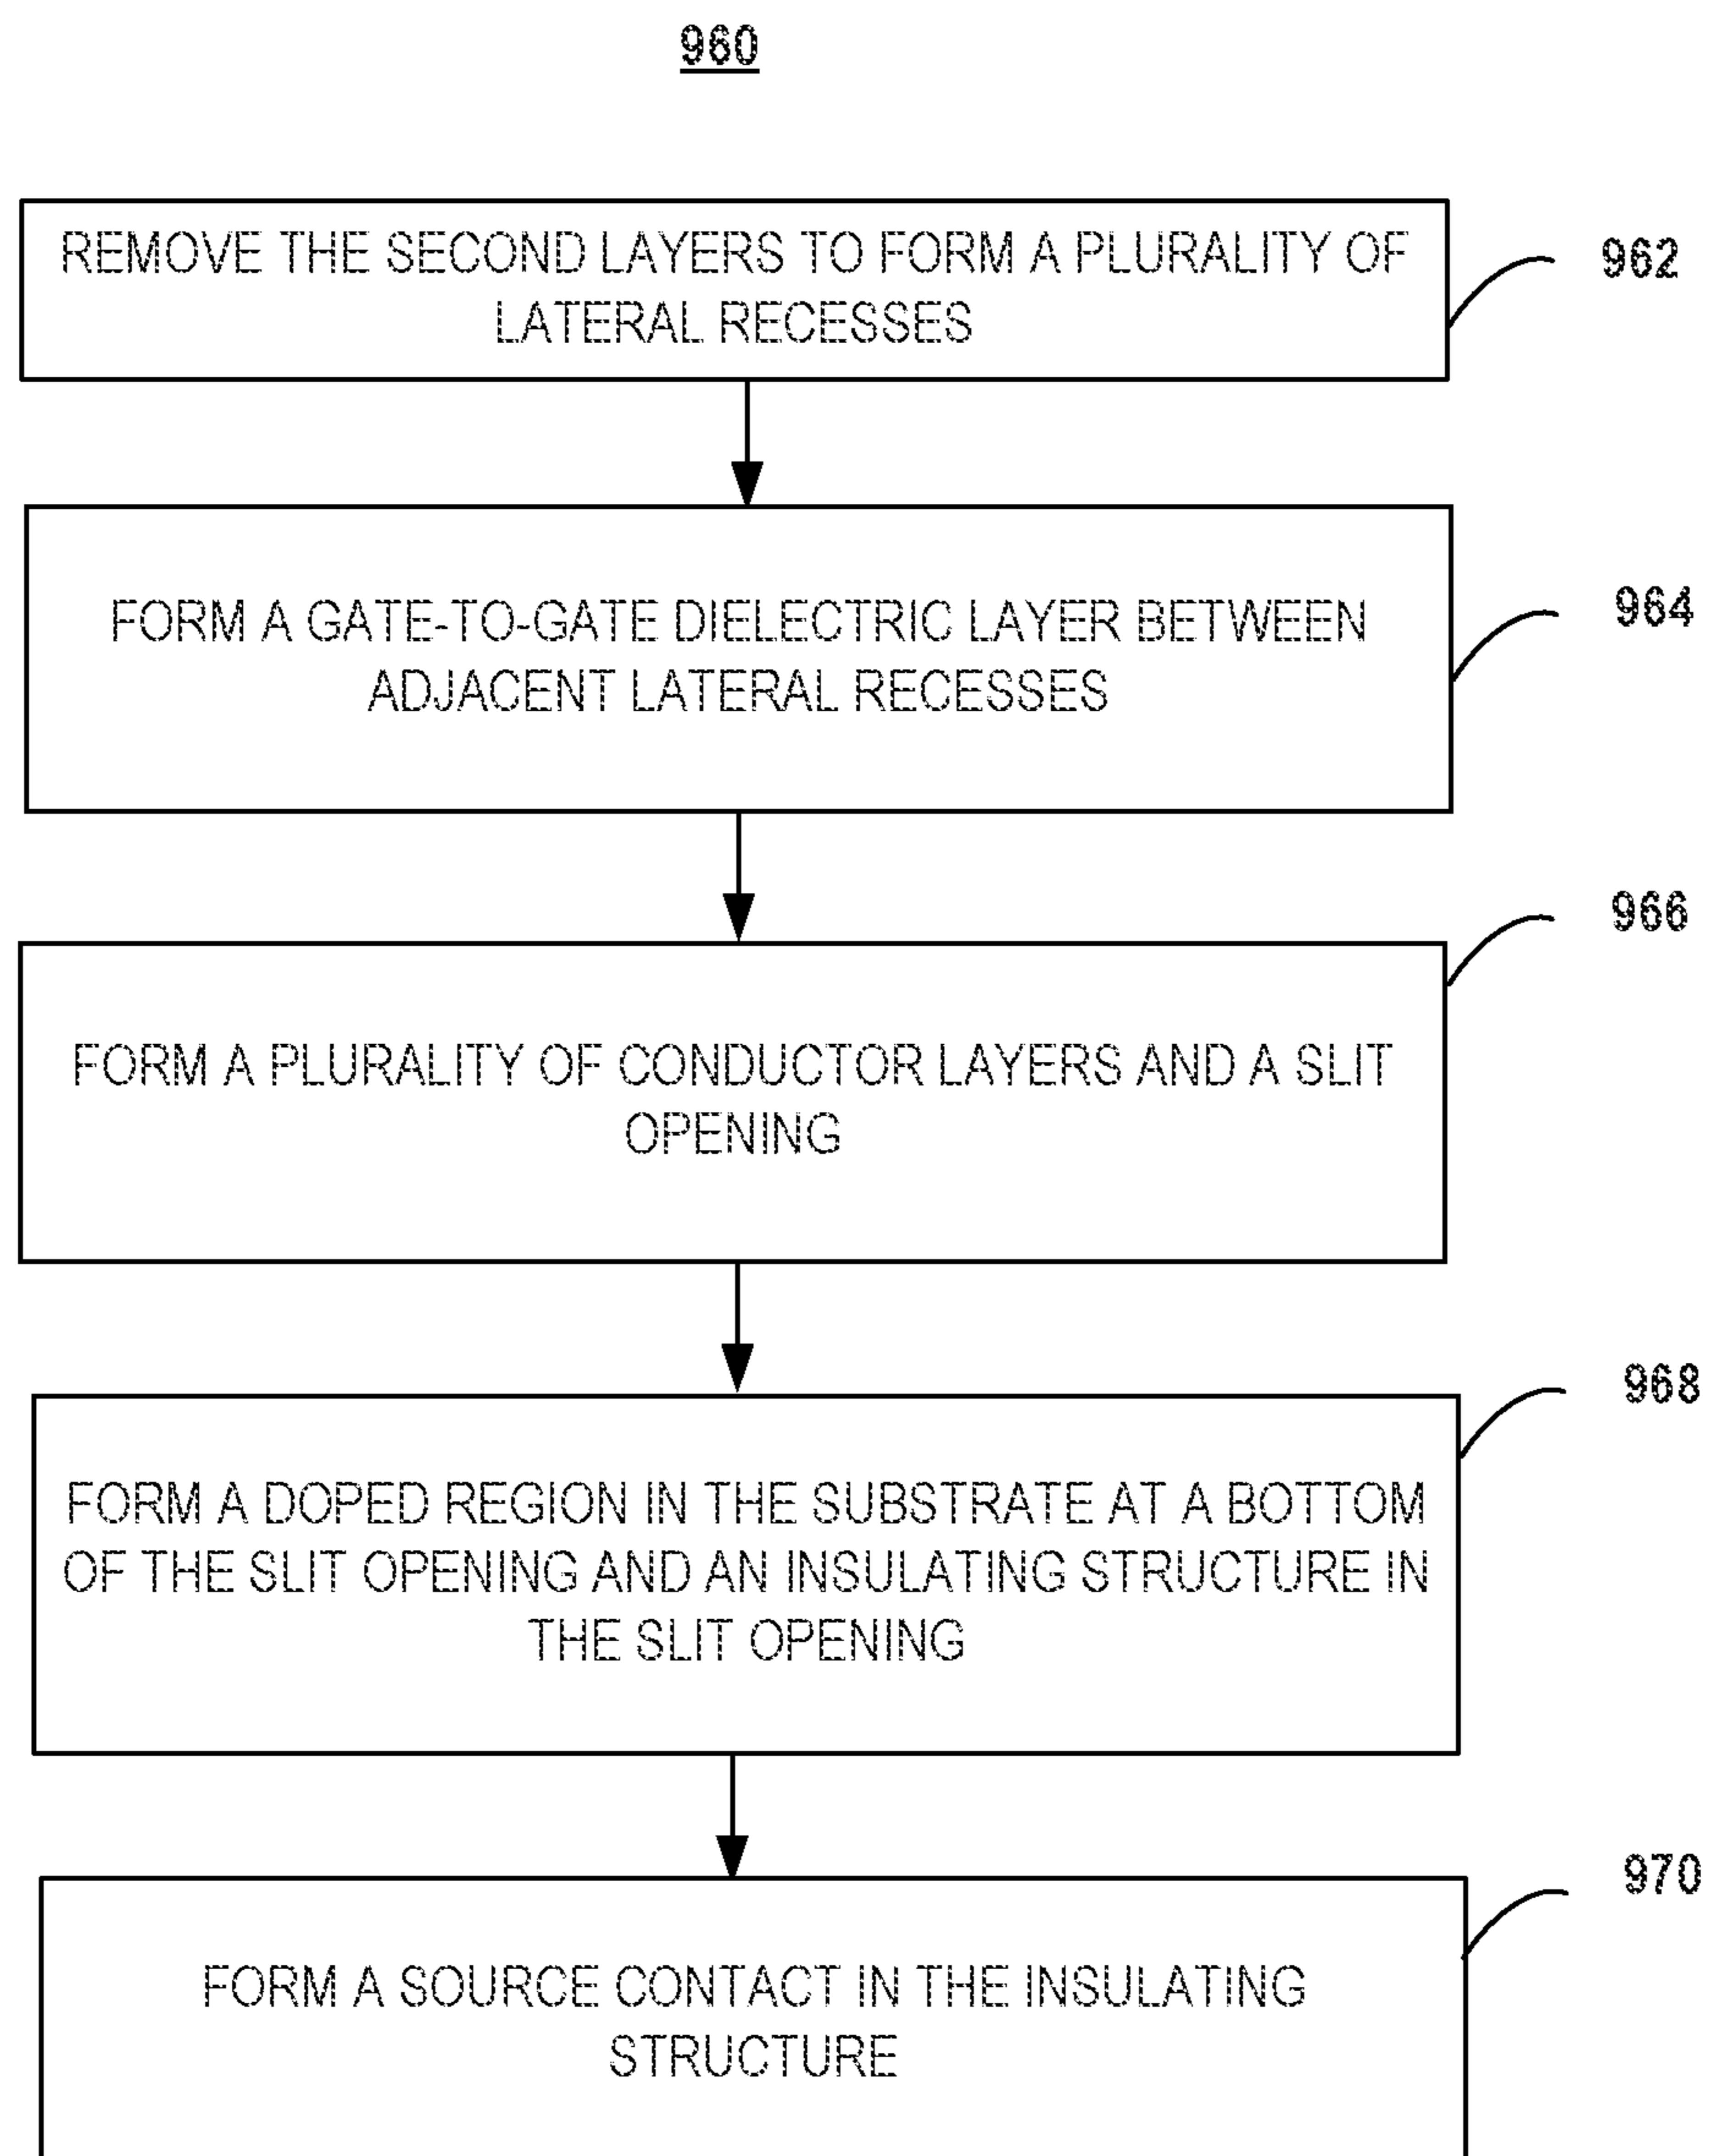 960
REMOVE THE SECOND LAYERS TO FORM A PLURALITY OF
LATERAL RECESSES
962
FORM A GATE-TO-GATE DIELECTRIC LAYER BETWEEN
ADJACENT LATERAL RECESSES
964
FORM A PLURALITY OF CONDUCTOR LAYERS AND A SLIT
OPENING
966
FORM A DOPED REGION IN THE SUBSTRATE AT A BOTTOM
OF THE SLIT OPENING AND AN INSULATING STRUCTURE IN
THE SLIT OPENING
968
FORM A SOURCE CONTACT IN THE INSULATING
STRUCTURE
970